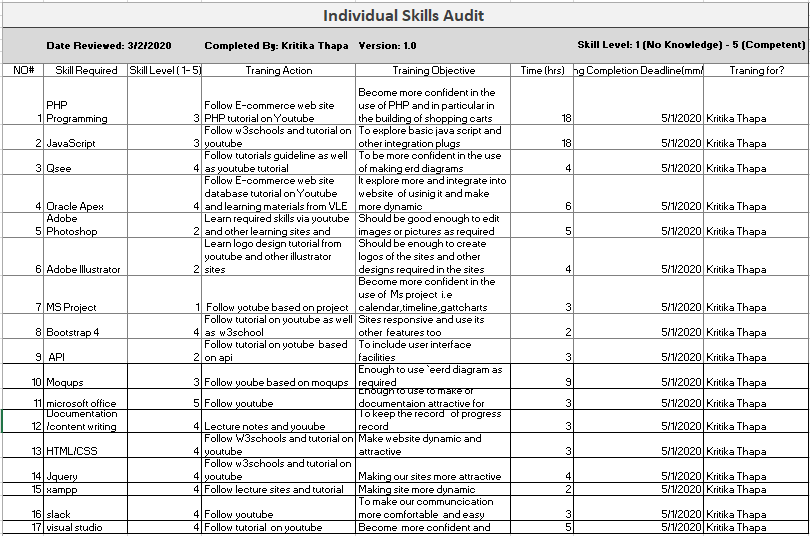 Individual Skills Audit
Date Reviewed: 3/2/2020 Completed By: Kritika Thapa Version: 1.0 Skill Level: 1 (No Knowledge) - 5 (Competent)
NO# Skill Required Skill Level ( 1- 5) Traning Action Training Objective Time (hrs) ng Completion Deadline(mm/ Traning for?
1 PHP Programming 3 Follow E-commerce web site PHP tutorial on Youtube Become more confident in the use of PHP and in particular in the building of shopping carts 18 5/1/2020 Kritika Thapa
2 JavaScript 3 Follow w3schools and tutorial on youtube To explore basic java script and other integration plugs 18 5/1/2020 Kritika Thapa
3 Qsee 4 Follow tutorials guideline as well as youtube tutorial To be more confident in the use of making erd diagrams 4 5/1/2020 Kritika Thapa
4 Oracle Apex 4 Follow E-commerce web site database tutorial on Youtube and learning materials from VLE It explore more and integrate into website of usinig it and make more dynamic 6 5/1/2020 Kritika Thapa
5 Adobe Photoshop 2 Learn required skills via youtube and other learning sites and Should be good enough to edit images or pictures as required 5 5/1/2020 Kritika Thapa
6 Adobe Illustrator 2 Learn logo design tutorial from youtube and other illustrator sites Should be enough to create logos of the sites and other designs required in the sites 4 5/1/2020 Kritika Thapa
7 MS Project 1 Follow yotube based on project Become more confident in the use of Ms project i.e calendar,timeline,gattcharts 3 5/1/2020 Kritika Thapa
8 Bootstrap 4 4 Follow tutorial on youtube as well as w3school Sites responsive and use its other features too 2 5/1/2020 Kritika Thapa
9 API 2 Follow tutorial on yotube based on api To include user interface facilities 3 5/1/2020 Kritika Thapa
10 Moqups 3 Follow yoube based on moqups Enough to use `eerd diagram as required 9 5/1/2020 Kritika Thapa
11 microsoft office 5 Follow youtube Enough to use to make of documentaion attractive for 3 5/1/2020 Kritika Thapa
12 Documentation /content writing 4 Lecture notes and youube To keep the record of progress record 3 5/1/2020 Kritika Thapa
13 HTML/CSS 4 Follow W3schools and tutorial on youtube Make website dynamic and attractive 3 5/1/2020 Kritika Thapa
14 Jquery 4 Follow w3schools and tutorial on youtube Making our sites more attractive 4 5/1/2020 Kritika Thapa
15 xampp 4 Follow lecture sites and tutorial Making site more dynamic 2 5/1/2020 Kritika Thapa
16 slack 4 Follow youtube To make our communcication more comfortable and easy 3 5/1/2020 Kritika Thapa
17 visual studio 4 Follow tutorial on youtube Become more confident and 5 5/1/2020 Kritika Thapa